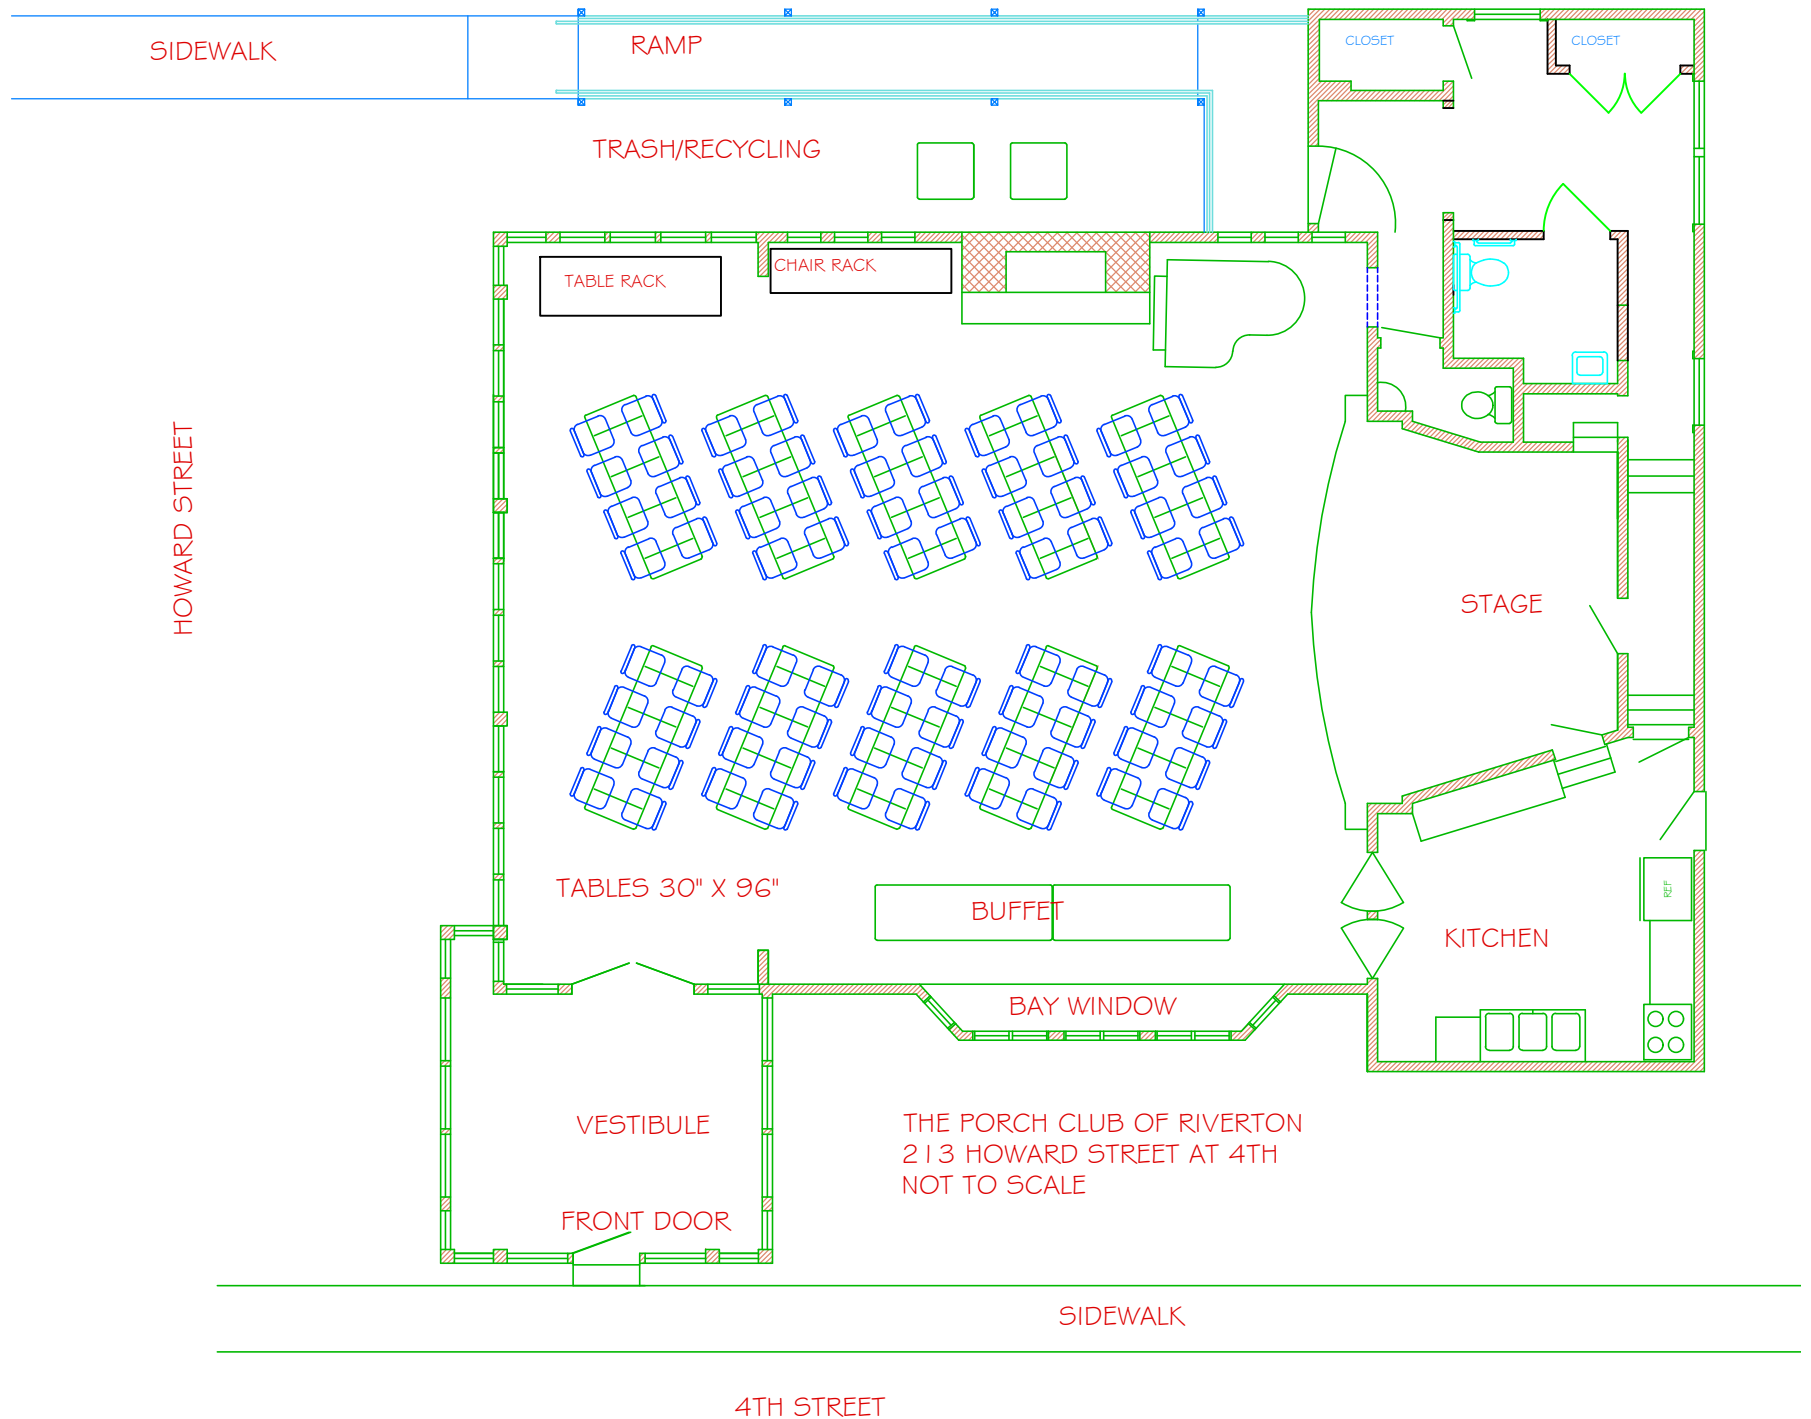 SIDEWALK
RAMP
CLOSET
CLOSET
TRASH/RECYCLING
TABLE RACK
CHAIR RACK
HOWARD STREET
STAGE
TABLES 30" X 96"
BUFFET
REF
KITCHEN
BAY WINDOW
VESTIBULE
THE PORCH CLUB OF RIVERTON
213 HOWARD STREET AT 4TH
NOT TO SCALE
FRONT DOOR
SIDEWALK
4TH STREET